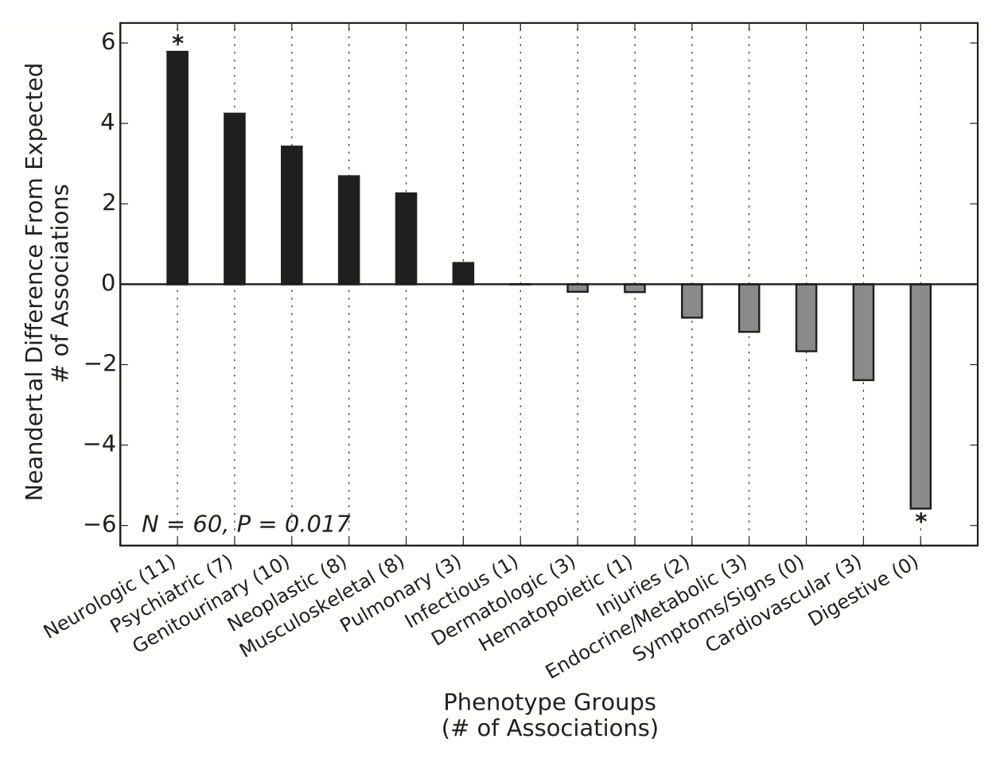 Neandertal Difference From Expected
# of Associations
6
4
2
0
−2
−4
−6
*
*
N = 60, P = 0.017
Neurologic (11)
Psychiatric (7)
Genitourinary (10)
Neoplastic (8)
Musculoskeletal (8)
Pulmonary (3)
Infectious (1)
Dermatologic (3)
Hematopoietic (1)
Injuries (2)
Endocrine/Metabolic (3)
Symptoms/Signs (0)
Cardiovascular (3)
Digestive (0)
Phenotype Groups
(# of Associations)